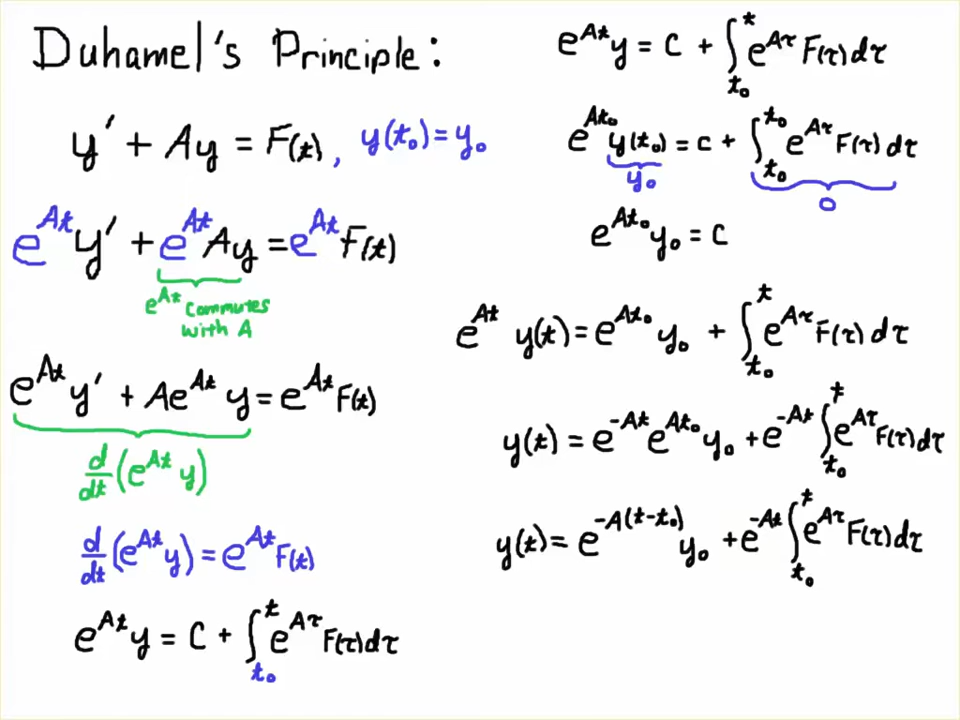 Duhamel's Principle:
y' + Ay = F(t), y(t₀) = y₀
e^{At} y' + e^{At} Ay = e^{At} F(t)
e^{At} commutes
with A
e^{At} y' + A e^{At} y = e^{At} F(t)
d/dt (e^{At} y)
d/dt (e^{At} y) = e^{At} F(t)
e^{At} y = C + ∫_{t₀}^{t} e^{Aτ} F(τ) dτ
e^{At} y = C + ∫_{t₀}^{t} e^{Aτ} F(τ) dτ
e^{At₀} y(t₀) = C + ∫_{t₀}^{t₀} e^{Aτ} F(τ) dτ
y₀ 0
e^{At₀} y₀ = C
e^{At} y(t) = e^{At₀} y₀ + ∫_{t₀}^{t} e^{Aτ} F(τ) dτ
y(t) = e^{-At} e^{At₀} y₀ + e^{-At} ∫_{t₀}^{t} e^{Aτ} F(τ) dτ
y(t) = e^{-A(t-t₀)} y₀ + e^{-At} ∫_{t₀}^{t} e^{Aτ} F(τ) dτ